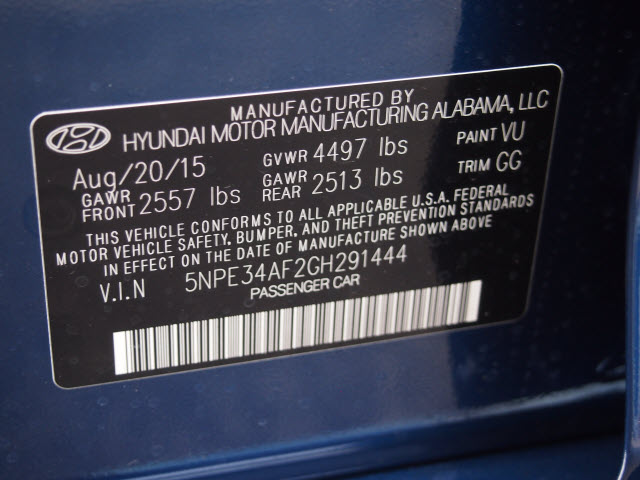 MANUFACTURED BY
HYUNDAI MOTOR MANUFACTURING ALABAMA, LLC
Aug/20/15 GVWR 4497 lbs PAINT VU
GAWR FRONT 2557 lbs GAWR REAR 2513 lbs TRIM GG
THIS VEHICLE CONFORMS TO ALL APPLICABLE U.S.A. FEDERAL
MOTOR VEHICLE SAFETY, BUMPER, AND THEFT PREVENTION STANDARDS
IN EFFECT ON THE DATE OF MANUFACTURE SHOWN ABOVE
V.I.N 5NPE34AF2GH291444
PASSENGER CAR